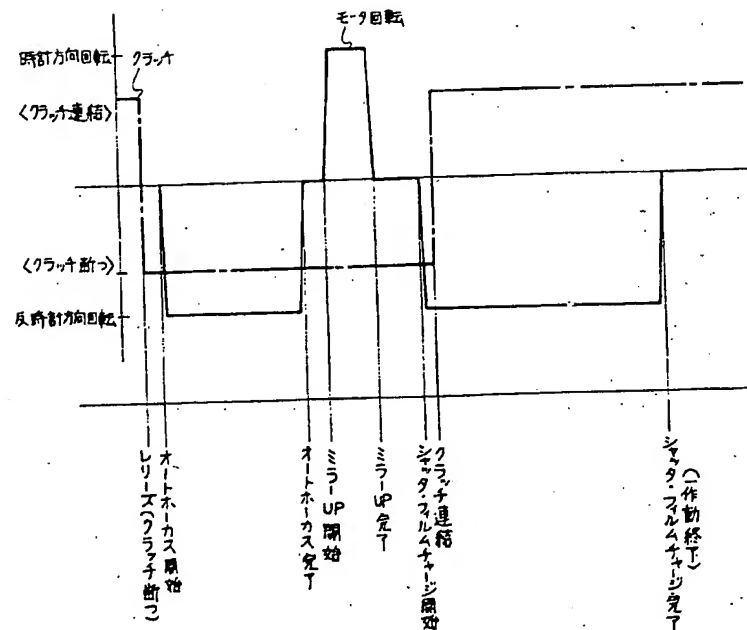 モータ回転
時計方向回転
クラッチ
〈クラッチ連結〉
〈クラッチ断つ〉
反時計方向回転
レリーズ(クラッチ断つ)
オートホーカス開始
オートホーカス完了
ミラーUP開始
ミラーUP完了
シャッタ・フィルムチャージ開始
クラッチ連結
シャッタ・フィルムチャージ完了
(一作動終了)